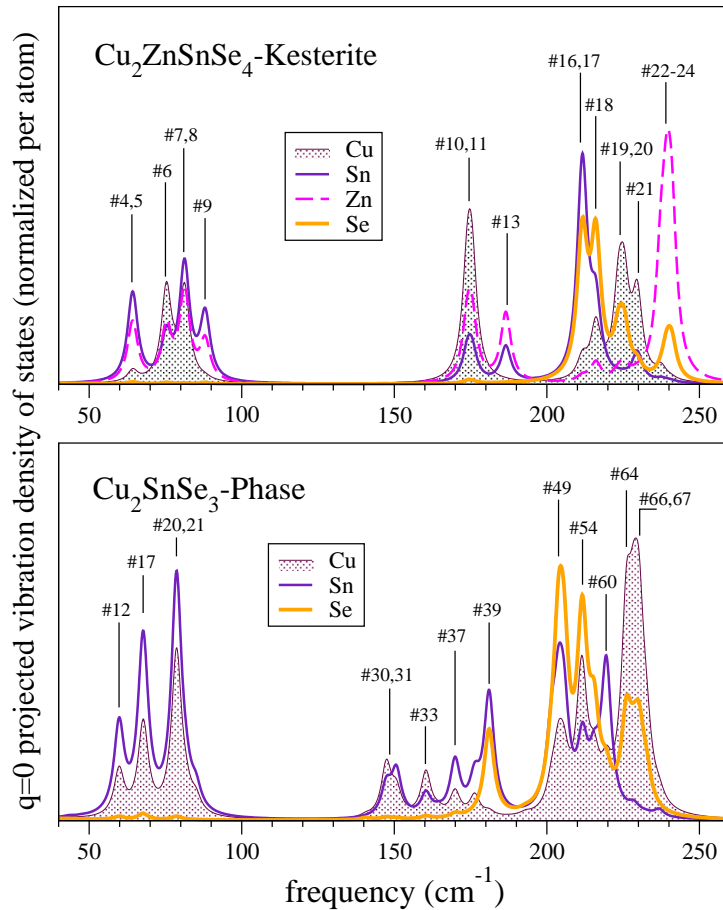 q=0 projected vibration density of states (normalized per atom)
Cu₂ZnSnSe₄-Kesterite
#4,5
#6
#7,8
#9
#10,11
#13
#16,17
#18
#19,20
#21
#22-24
Cu
Sn
Zn
Se
50 100 150 200 250
Cu₂SnSe₃-Phase
#12
#17
#20,21
#30,31
#33
#37
#39
#49
#54
#60
#64
#66,67
Cu
Sn
Se
50 100 150 200 250
frequency (cm⁻¹)